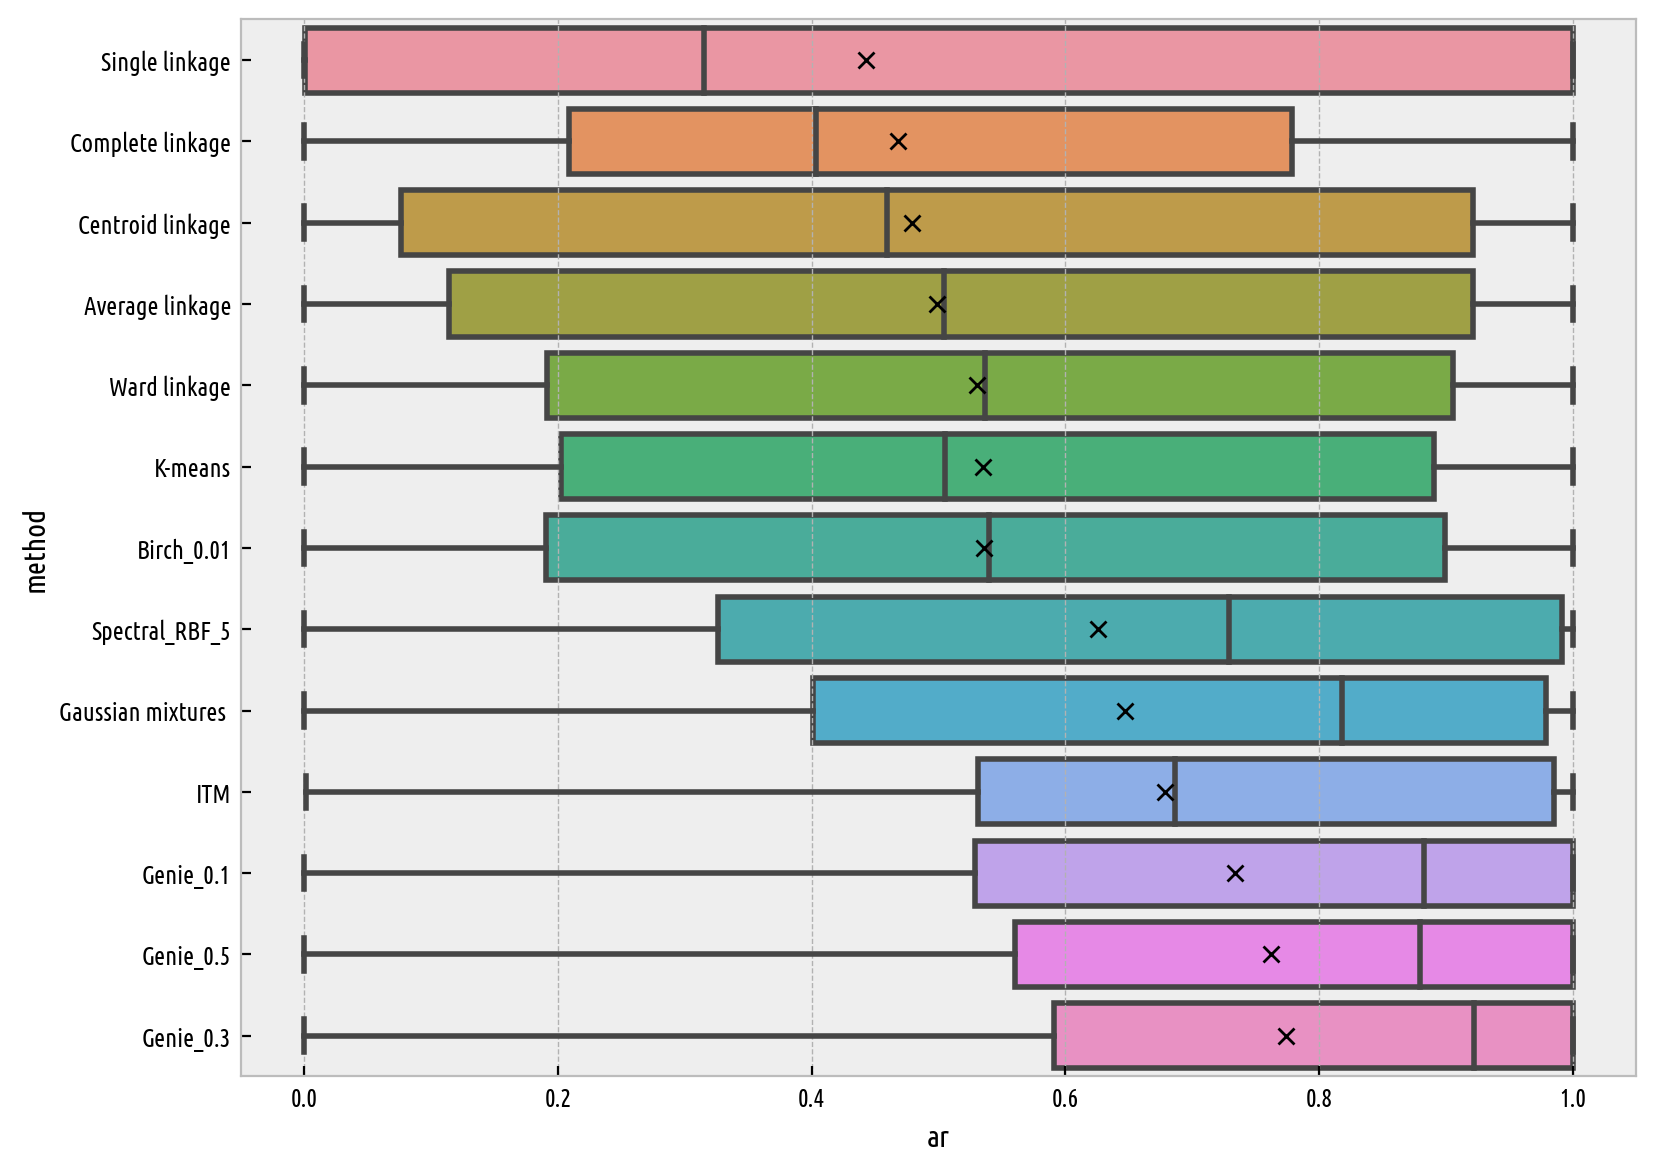 Single linkage
Complete linkage
Centroid linkage
Average linkage
Ward linkage
K-means
Birch_0.01
Spectral_RBF_5
Gaussian mixtures
ITM
Genie_0.1
Genie_0.5
Genie_0.3
method
0.0 0.2 0.4 0.6 0.8 1.0
ar